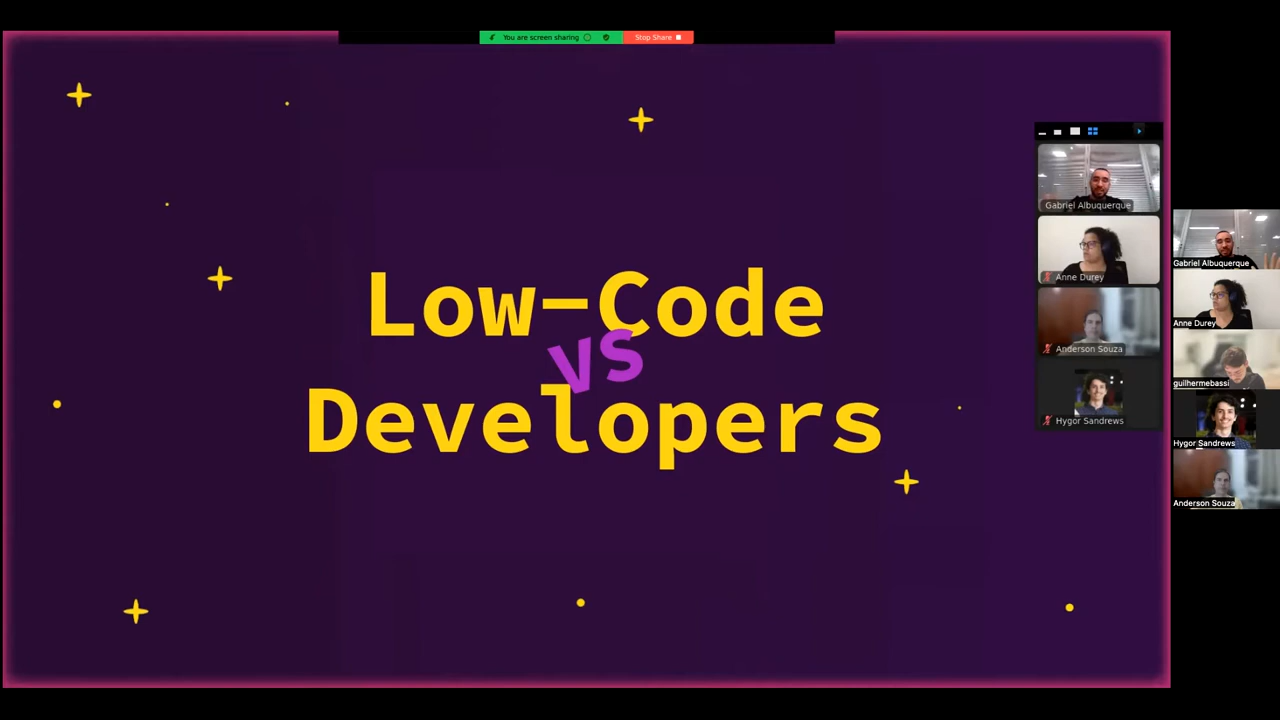 You are screen sharing
Stop Share
Low-Code
VS
Developers
Gabriel Albuquerque
Anne Durey
Anderson Souza
Hygor Sandrews
Gabriel Albuquerque
Anne Durey
guilhermebassi
Hygor Sandrews
Anderson Souza